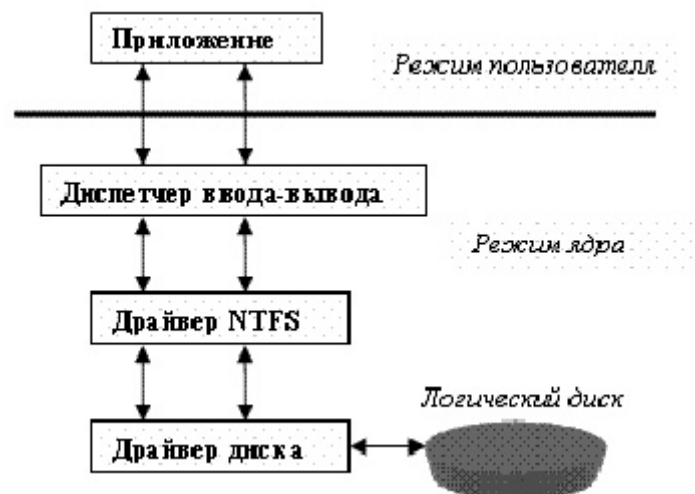 Приложение
Режим пользователя
Диспетчер ввода-вывода
Режим ядра
Драйвер NTFS
Логический диск
Драйвер диска